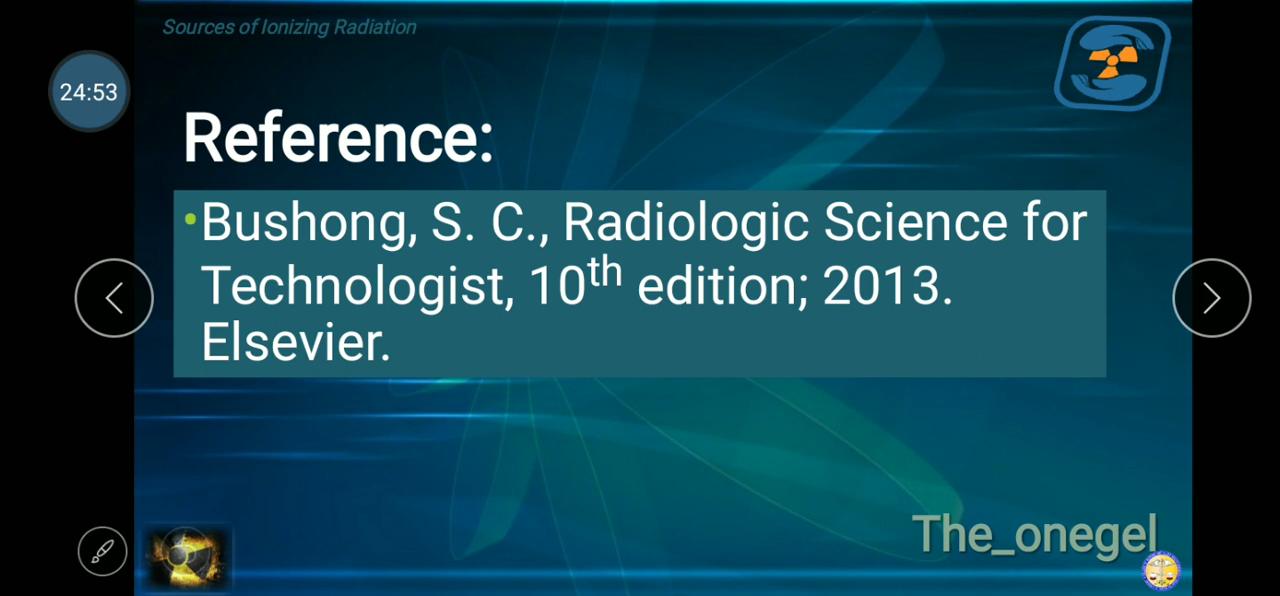 Sources of Ionizing Radiation
24:53
Reference:
•Bushong, S. C., Radiologic Science for
Technologist, 10th edition; 2013.
Elsevier.
The_onegel